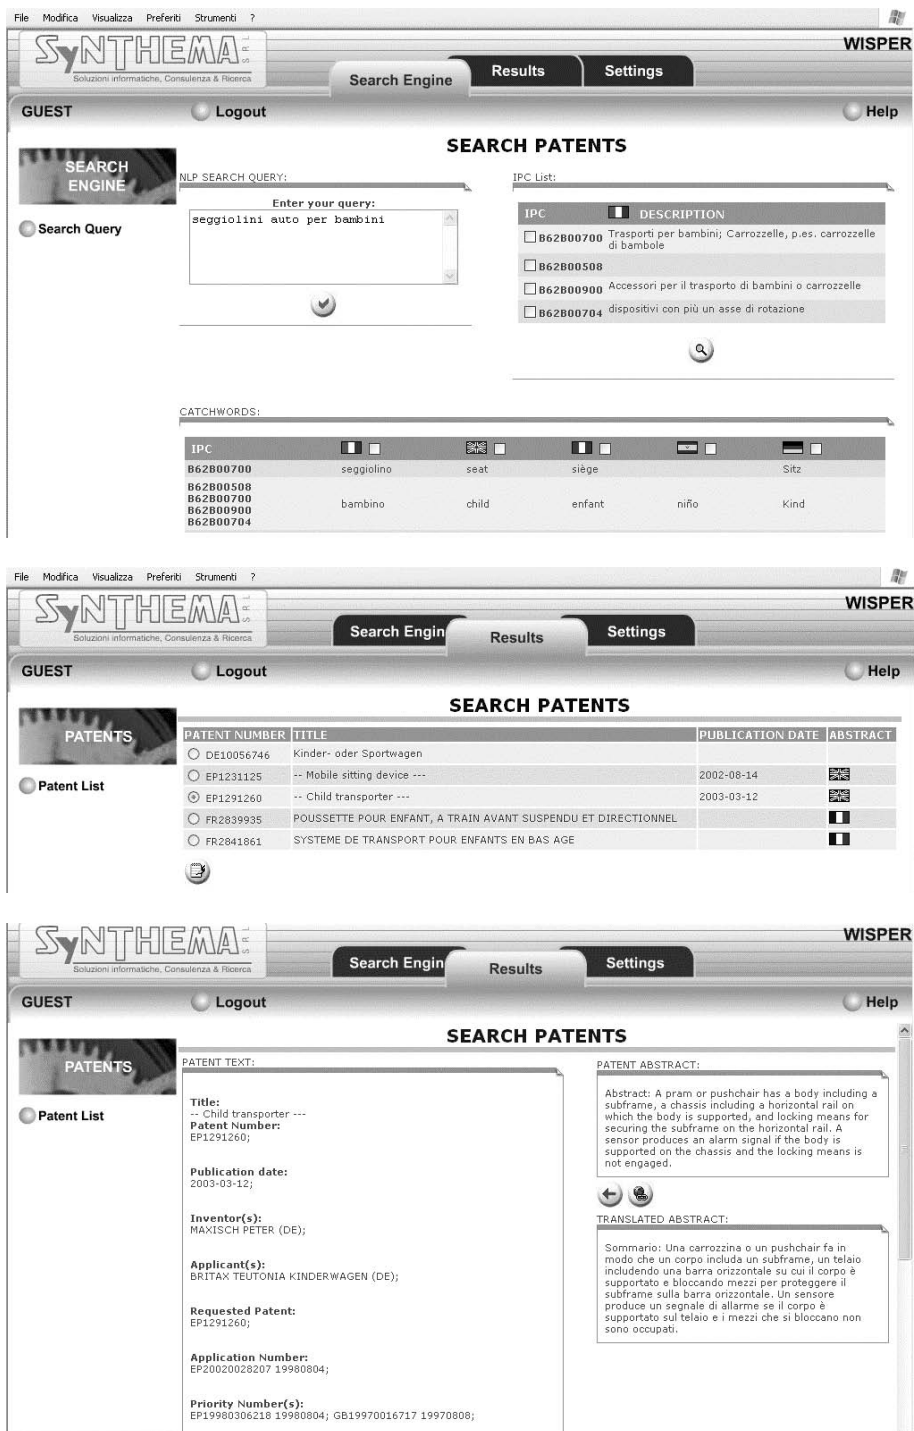 File Modifica Visualizza Preferiti Strumenti ?
SyNTHEMA SRL
Soluzioni informatiche, Consulenza & Ricerca
WISPER
Search Engine Results Settings
GUEST Logout Help
SEARCH PATENTS
SEARCH ENGINE
Search Query
NLP SEARCH QUERY:
Enter your query:
seggiolini auto per bambini
IPC List:
IPC DESCRIPTION
B62B00700 Trasporti per bambini; Carrozzelle, p.es. carrozzelle
di bambole
B62B00508
B62B00900 Accessori per il trasporto di bambini o carrozzelle
B62B00704 dispositivi con più un asse di rotazione
CATCHWORDS:
IPC
B62B00700 seggiolino seat siège Sitz
B62B00508
B62B00700
B62B00900
B62B00704
bambino child enfant niño Kind
File Modifica Visualizza Preferiti Strumenti ?
SyNTHEMA SRL
Soluzioni informatiche, Consulenza & Ricerca
WISPER
Search Engin Results Settings
GUEST Logout Help
SEARCH PATENTS
PATENTS
Patent List
PATENT NUMBER TITLE PUBLICATION DATE ABSTRACT
DE10056746 Kinder- oder Sportwagen
EP1231125 -- Mobile sitting device --- 2002-08-14
EP1291260 -- Child transporter --- 2003-03-12
FR2839935 POUSSETTE POUR ENFANT, A TRAIN AVANT SUSPENDU ET DIRECTIONNEL
FR2841861 SYSTEME DE TRANSPORT POUR ENFANTS EN BAS AGE
SyNTHEMA SRL
Soluzioni informatiche, Consulenza & Ricerca
WISPER
Search Engin Results Settings
GUEST Logout Help
SEARCH PATENTS
PATENTS
Patent List
PATENT TEXT:
Title:
-- Child transporter ---
Patent Number:
EP1291260;
Publication date:
2003-03-12;
Inventor(s):
MAXISCH PETER (DE);
Applicant(s):
BRITAX TEUTONIA KINDERWAGEN (DE);
Requested Patent:
EP1291260;
Application Number:
EP20020028207 19980804;
Priority Number(s):
EP19980306218 19980804; GB19970016717 19970808;
PATENT ABSTRACT:
Abstract: A pram or pushchair has a body including a
subframe, a chassis including a horizontal rail on
which the body is supported, and locking means for
securing the subframe on the horizontal rail. A
sensor produces an alarm signal if the body is
supported on the chassis and the locking means is
not engaged.
TRANSLATED ABSTRACT:
Sommario: Una carrozzina o un pushchair fa in
modo che un corpo includa un subframe, un telaio
includendo una barra orizzontale su cui il corpo è
supportato e bloccando mezzi per proteggere il
subframe sulla barra orizzontale. Un sensore
produce un segnale di allarme se il corpo è
supportato sul telaio e i mezzi che si bloccano non
sono occupati.